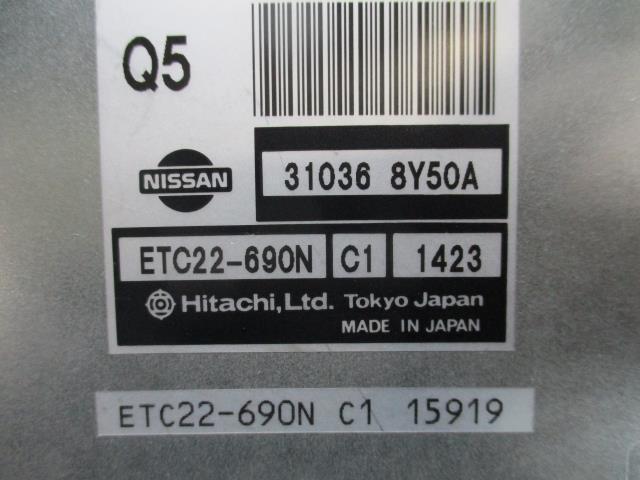 Q5
NISSAN 31036 8Y50A
ETC22-690N C1 1423
Hitachi, Ltd. Tokyo Japan
MADE IN JAPAN
ETC22-690N C1 15919